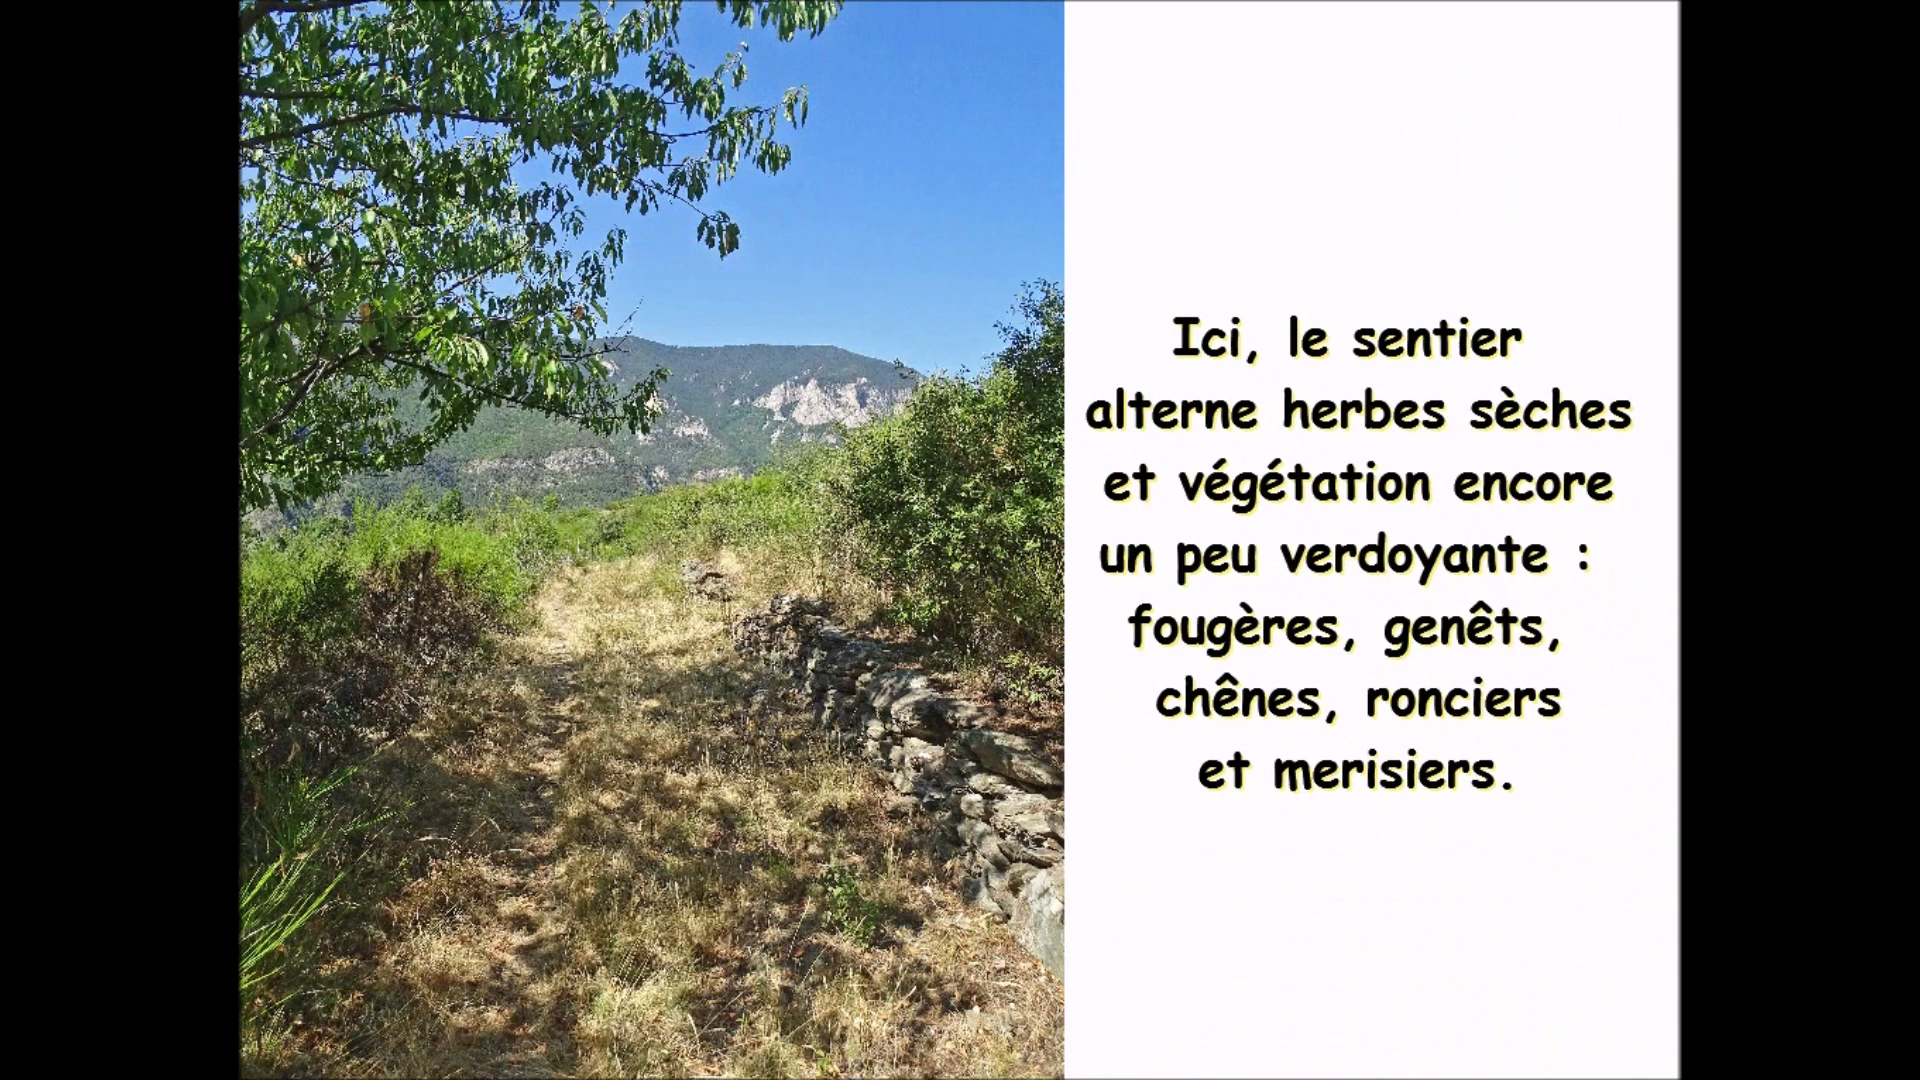 Ici, le sentier
alterne herbes sèches
et végétation encore
un peu verdoyante :
fougères, genêts,
chênes, ronciers
et merisiers.